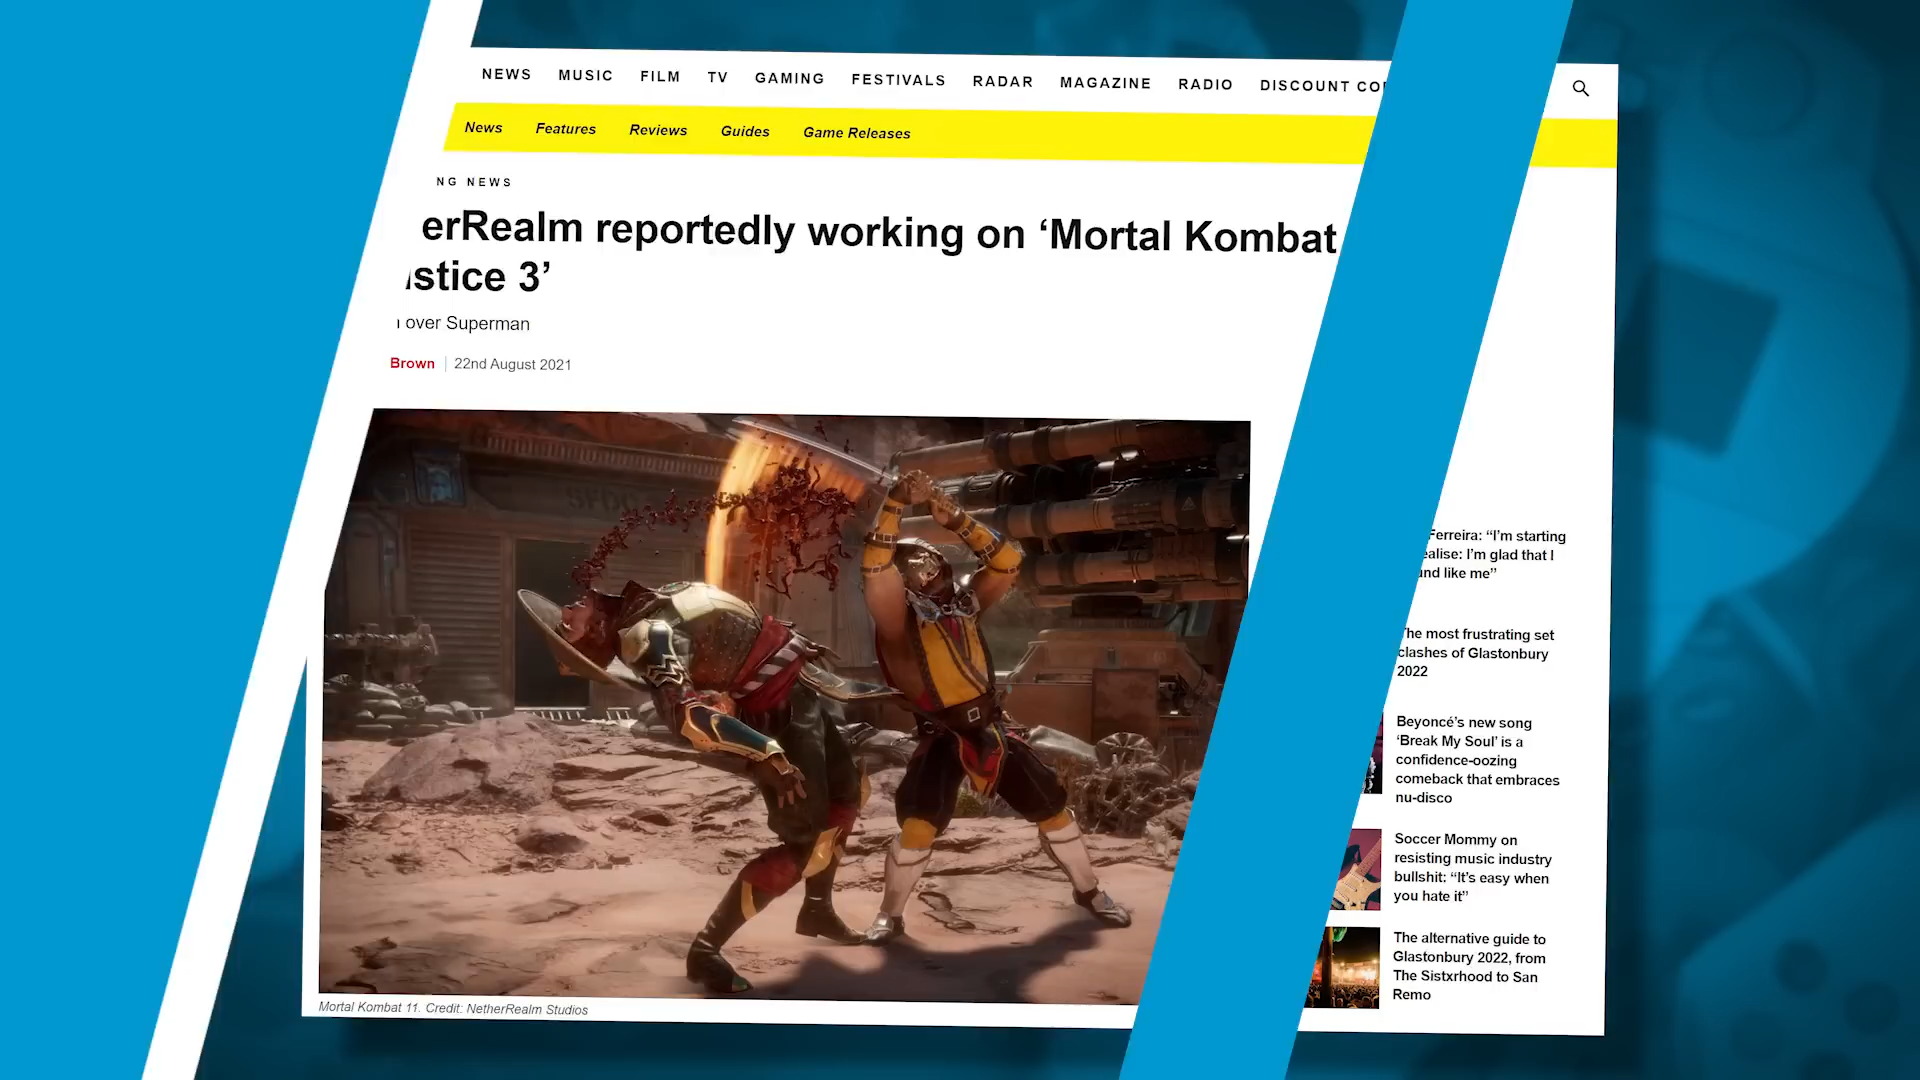 NEWS MUSIC FILM TV GAMING FESTIVALS RADAR MAGAZINE RADIO DISCOUNT CO
News Features Reviews Guides Game Releases
NG NEWS
erRealm reportedly working on ‘Mortal Kombat
stice 3’
over Superman
Brown 22nd August 2021
Mortal Kombat 11. Credit: NetherRealm Studios
Ferreira: “I’m starting
ealise: I’m glad that I
und like me”
The most frustrating set
clashes of Glastonbury
2022
Beyoncé’s new song
‘Break My Soul’ is a
confidence-oozing
comeback that embraces
nu-disco
Soccer Mommy on
resisting music industry
bullshit: “It’s easy when
you hate it”
The alternative guide to
Glastonbury 2022, from
The Sistxrhood to San
Remo